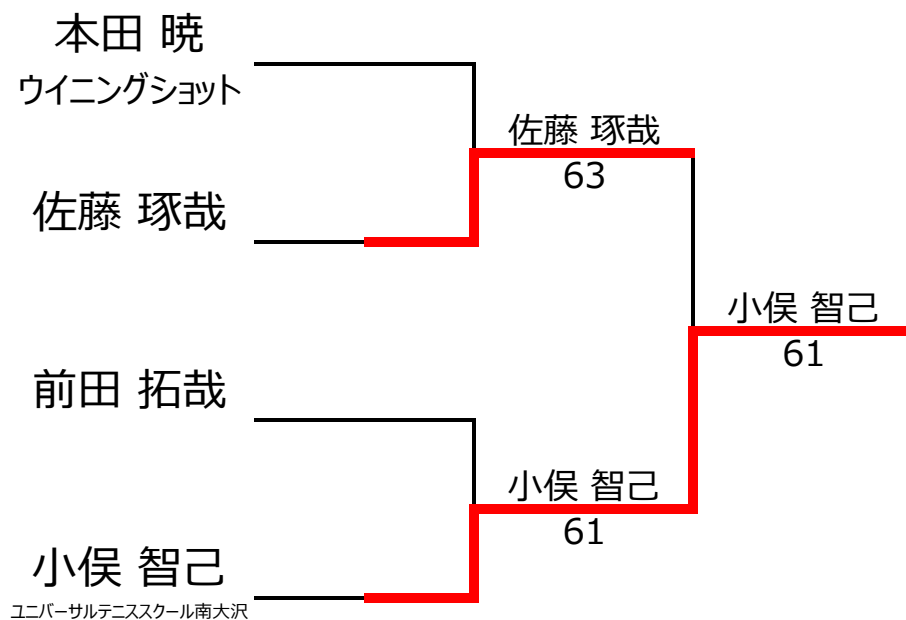 本田 暁
ウイニングショット
佐藤 琢哉
63
佐藤 琢哉
小俣 智己
61
前田 拓哉
小俣 智己
61
小俣 智己
ユニバーサルテニススクール南大沢